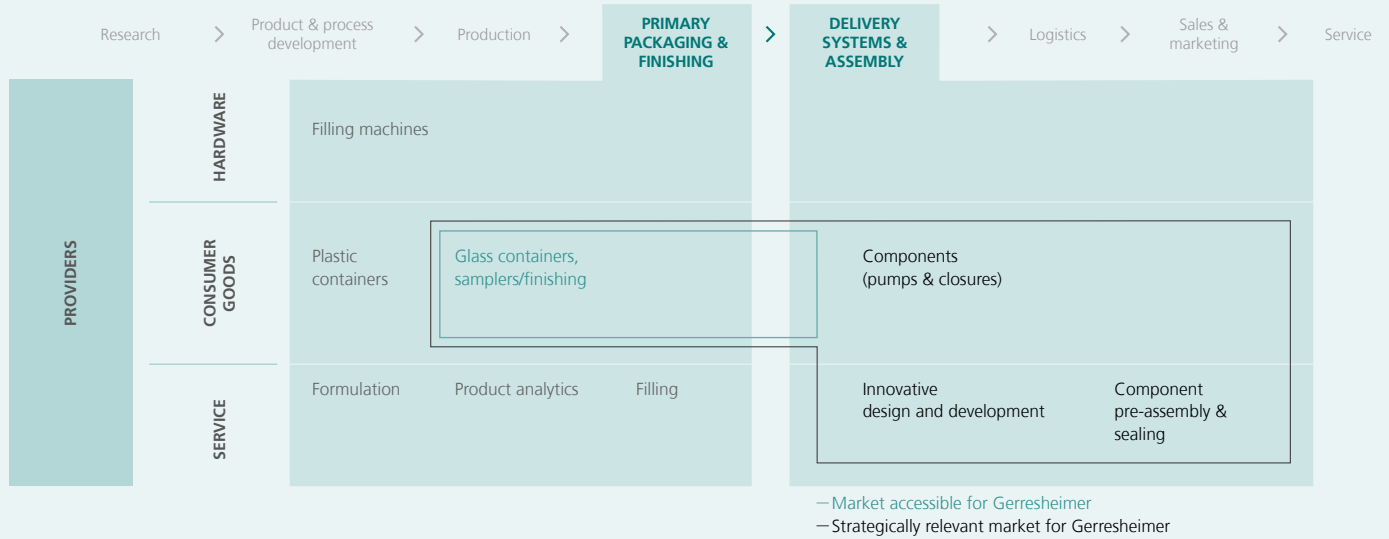 Research
Product & process
development
Production
PRIMARY
PACKAGING &
FINISHING
DELIVERY
SYSTEMS &
ASSEMBLY
Logistics
Sales &
marketing
Service
PROVIDERS
HARDWARE
Filling machines
CONSUMER
GOODS
Plastic
containers
Glass containers,
samplers/finishing
Components
(pumps & closures)
SERVICE
Formulation
Product analytics
Filling
Innovative
design and development
Component
pre-assembly &
sealing
Market accessible for Gerresheimer
Strategically relevant market for Gerresheimer